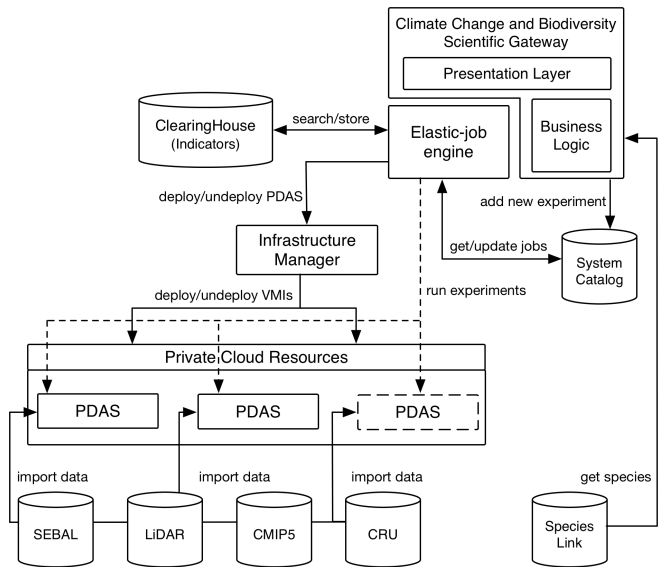 Climate Change and Biodiversity
Scientific Gateway
Presentation Layer
ClearingHouse
(Indicators)
search/store
Elastic-job
engine
Business
Logic
deploy/undeploy PDAS
add new experiment
Infrastructure
Manager
get/update jobs
System
Catalog
deploy/undeploy VMIs
run experiments
Private Cloud Resources
PDAS
PDAS
PDAS
import data
import data
import data
get species
SEBAL
LiDAR
CMIP5
CRU
Species
Link